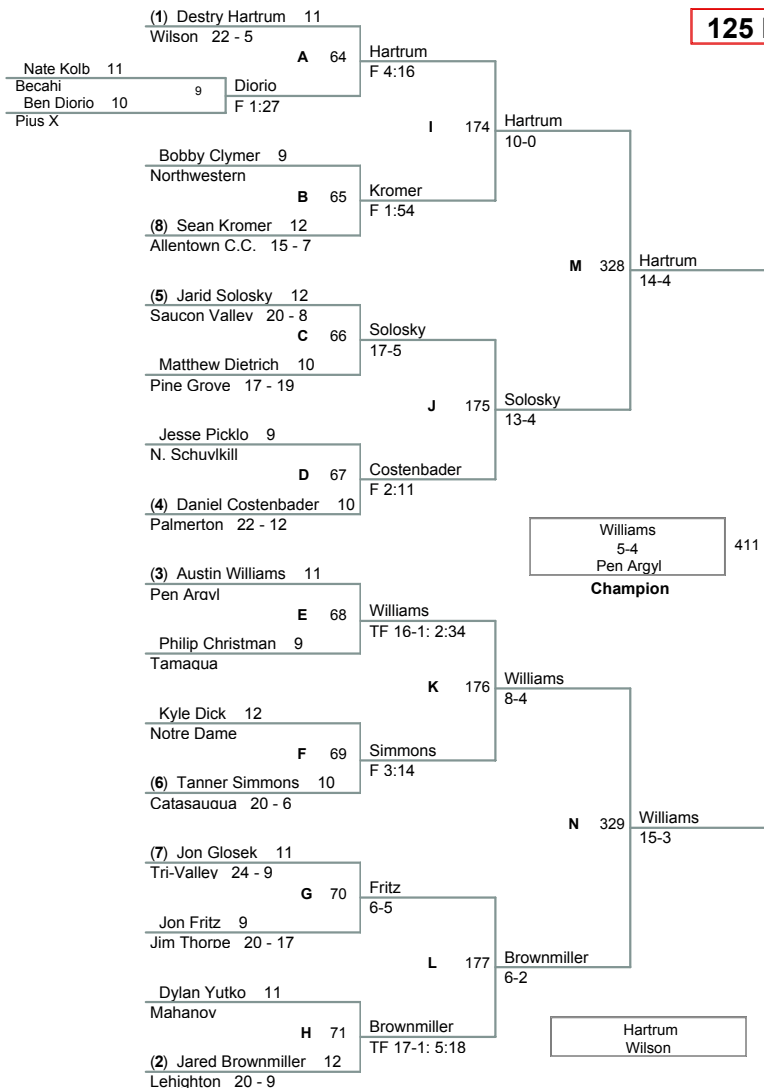 (1) Destry Hartrum 11
125
Wilson 22 - 5
A 64 Hartrum
F 4:16
Nate Kolb 11
Becahi 9 Diorio
Ben Diorio 10 F 1:27
Pius X
I 174 Hartrum
10-0
Bobby Clymer 9
Northwestern
B 65 Kromer
F 1:54
(8) Sean Kromer 12
Allentown C.C. 15 - 7
M 328 Hartrum
14-4
(5) Jarid Solosky 12
Saucon Valley 20 - 8
C 66 Solosky
17-5
Matthew Dietrich 10
Pine Grove 17 - 19
J 175 Solosky
13-4
Jesse Picklo 9
N. Schuylkill
D 67 Costenbader
F 2:11
(4) Daniel Costenbader 10
Palmerton 22 - 12
Williams
5-4
Pen Argyl
411
Champion
(3) Austin Williams 11
Pen Argyl
E 68 Williams
TF 16-1: 2:34
Philip Christman 9
Tamaqua
K 176 Williams
8-4
Kyle Dick 12
Notre Dame
F 69 Simmons
F 3:14
(6) Tanner Simmons 10
Catasauqua 20 - 6
N 329 Williams
15-3
(7) Jon Glosek 11
Tri-Valley 24 - 9
G 70 Fritz
6-5
Jon Fritz 9
Jim Thorpe 20 - 17
L 177 Brownmiller
6-2
Dylan Yutko 11
Mahanoy
H 71 Brownmiller
TF 17-1: 5:18
(2) Jared Brownmiller 12
Lehighton 20 - 9
Hartrum
Wilson